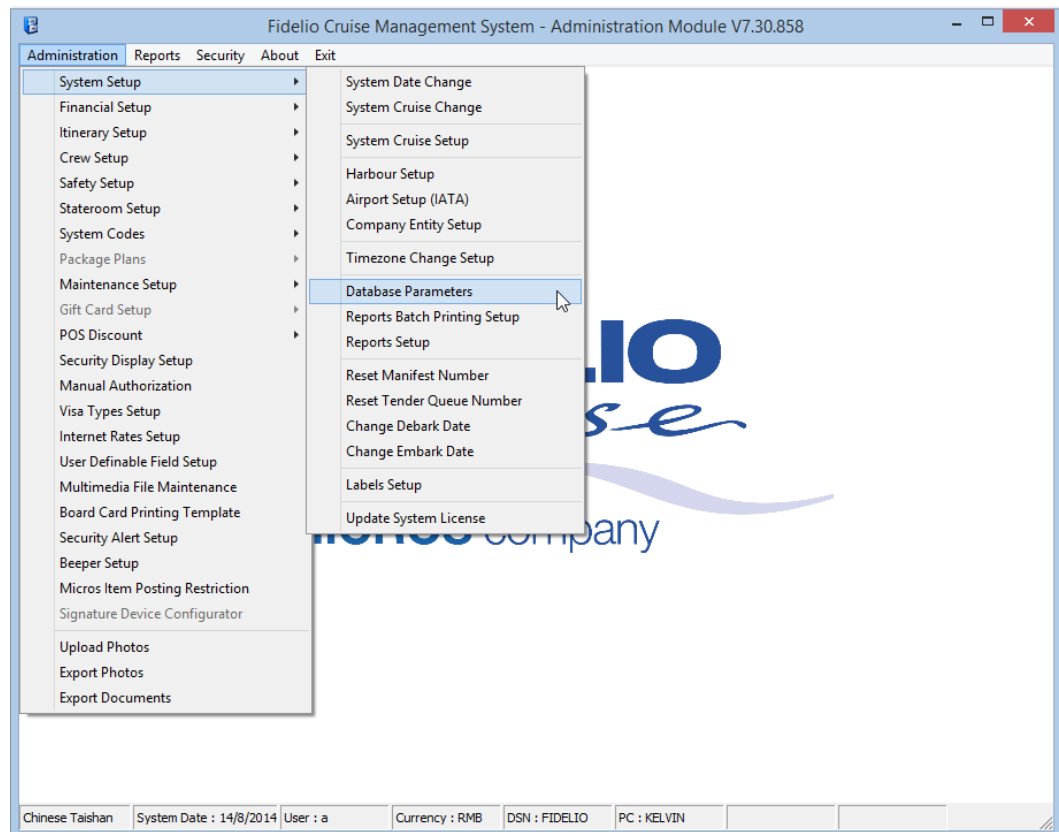 Fidelio Cruise Management System - Administration Module V7.30.858
Administration Reports Security About Exit
System Setup
Financial Setup
Itinerary Setup
Crew Setup
Safety Setup
Stateroom Setup
System Codes
Package Plans
Maintenance Setup
Gift Card Setup
POS Discount
Security Display Setup
Manual Authorization
Visa Types Setup
Internet Rates Setup
User Definable Field Setup
Multimedia File Maintenance
Board Card Printing Template
Security Alert Setup
Beeper Setup
Micros Item Posting Restriction
Signature Device Configurator
Upload Photos
Export Photos
Export Documents
System Date Change
System Cruise Change
System Cruise Setup
Harbour Setup
Airport Setup (IATA)
Company Entity Setup
Timezone Change Setup
Database Parameters
Reports Batch Printing Setup
Reports Setup
Reset Manifest Number
Reset Tender Queue Number
Change Debark Date
Change Embark Date
Labels Setup
Update System License
LIO
se
company
Chinese Taishan System Date : 14/8/2014 User : a Currency : RMB DSN : FIDELIO PC : KELVIN